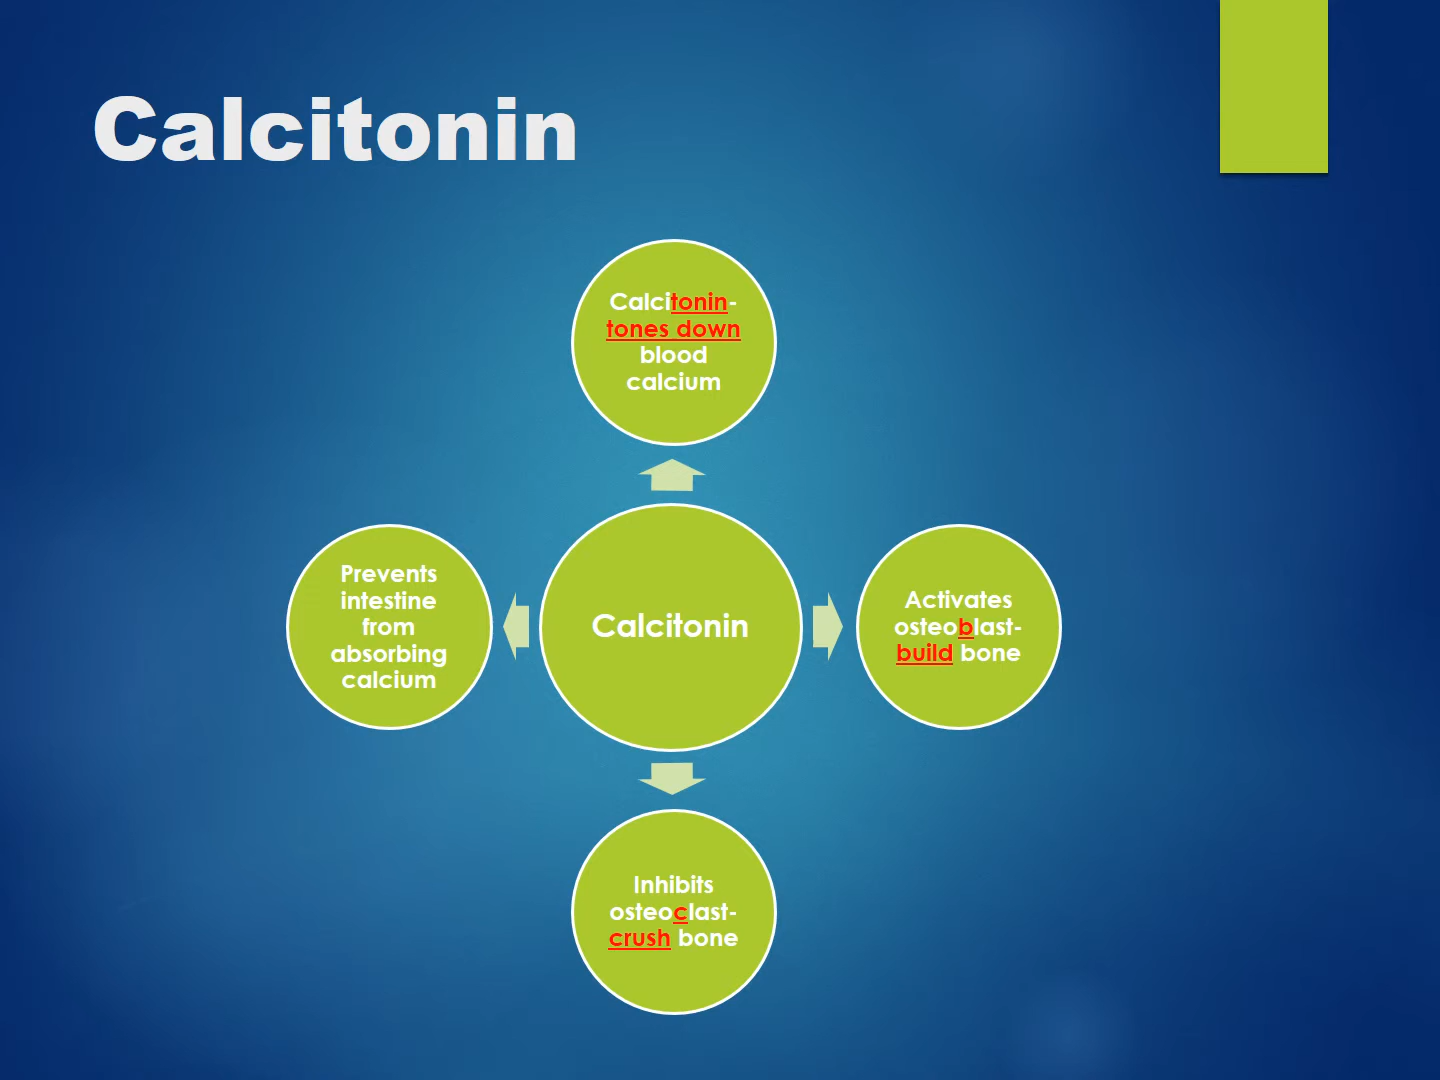 Calcitonin
Calcitonin-
tones down
blood
calcium
Prevents
intestine
from
absorbing
calcium
Calcitonin
Activates
osteoblast-
build bone
Inhibits
osteoclast-
crush bone